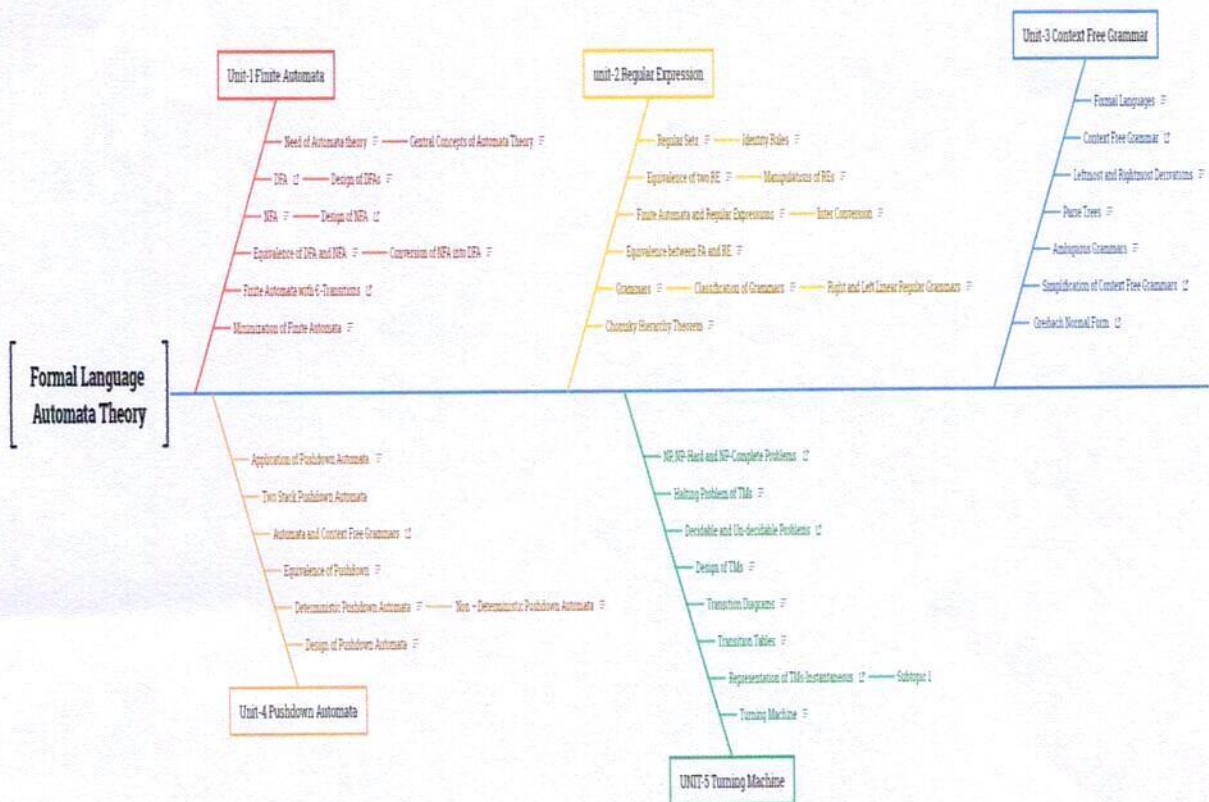 Unit-3 Context Free Grammar
Unit-1 Finite Automata
unit-2 Regular Expression
Need of Automata theory
Central Concepts of Automata Theory
DFA
Design of DFAs
NFA
Design of NFA
Equivalence of DFA and NFA
Conversion of NFA into DFA
Finite Automata with €-Transitions
Minimization of Finite Automata
Regular Sets
Identity Rules
Equivalence of two RE
Manipulations of REs
Finite Automata and Regular Expressions
Inter Conversion
Equivalence between FA and RE
Grammars
Classification of Grammars
Right and Left Linear Regular Grammars
Chomsky Hierarchy Theorem
Formal Languages
Context Free Grammar
Leftmost and Rightmost Derivations
Parse Trees
Ambiguous Grammars
Simplification of Context Free Grammars
Greibach Normal Form
Formal Language
Automata Theory
Application of Pushdown Automata
Two Stack Pushdown Automata
Automata and Context Free Grammars
Equivalence of Pushdown
Deterministic Pushdown Automata
Non – Deterministic Pushdown Automata
Design of Pushdown Automata
Unit-4 Pushdown Automata
NP, NP-Hard and NP-Complete Problems
Halting Problem of TMs
Decidable and Un-decidable Problems
Design of TMs
Transition Diagrams
Transition Tables
Representation of TMs-Instantaneous
Subtopic 1
Turning Machine
UNIT-5 Turning Machine